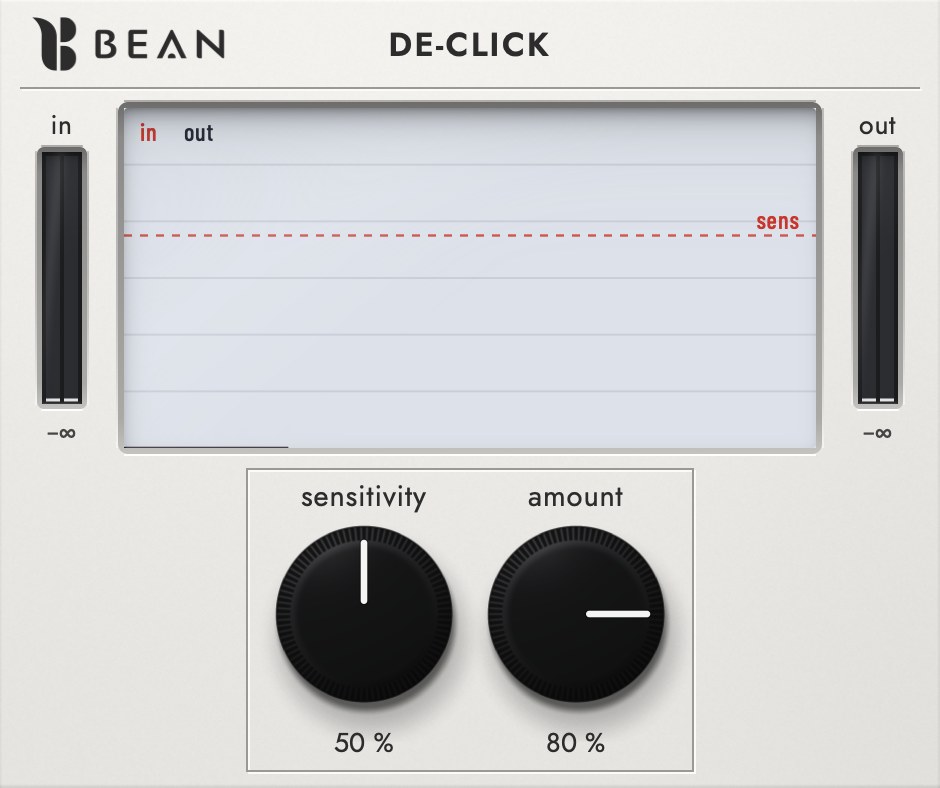 BEAN
DE-CLICK
in
out
in out
sens
-∞
-∞
sensitivity
amount
50 %
80 %